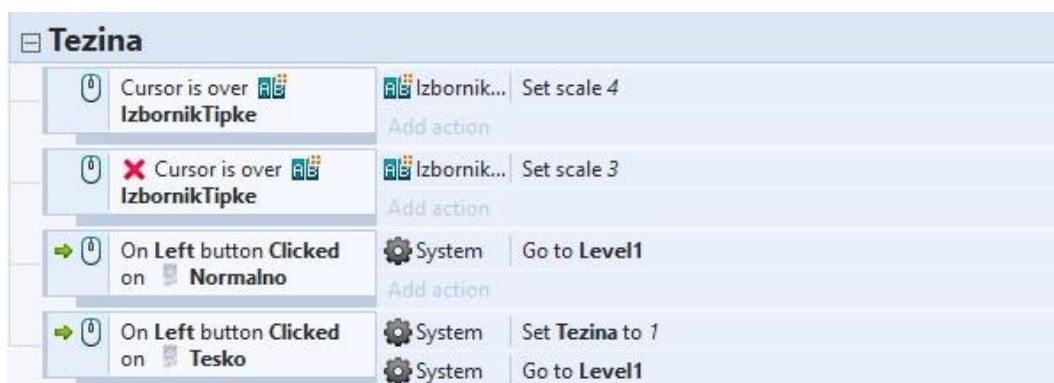 Tezina
Cursor is over
IzbornikTipke
Izbornik... Set scale 4
Add action
Cursor is over
IzbornikTipke
Izbornik... Set scale 3
Add action
On Left button Clicked
on Normalno
System Go to Level1
Add action
On Left button Clicked
on Tesko
System Set Tezina to 1
System Go to Level1